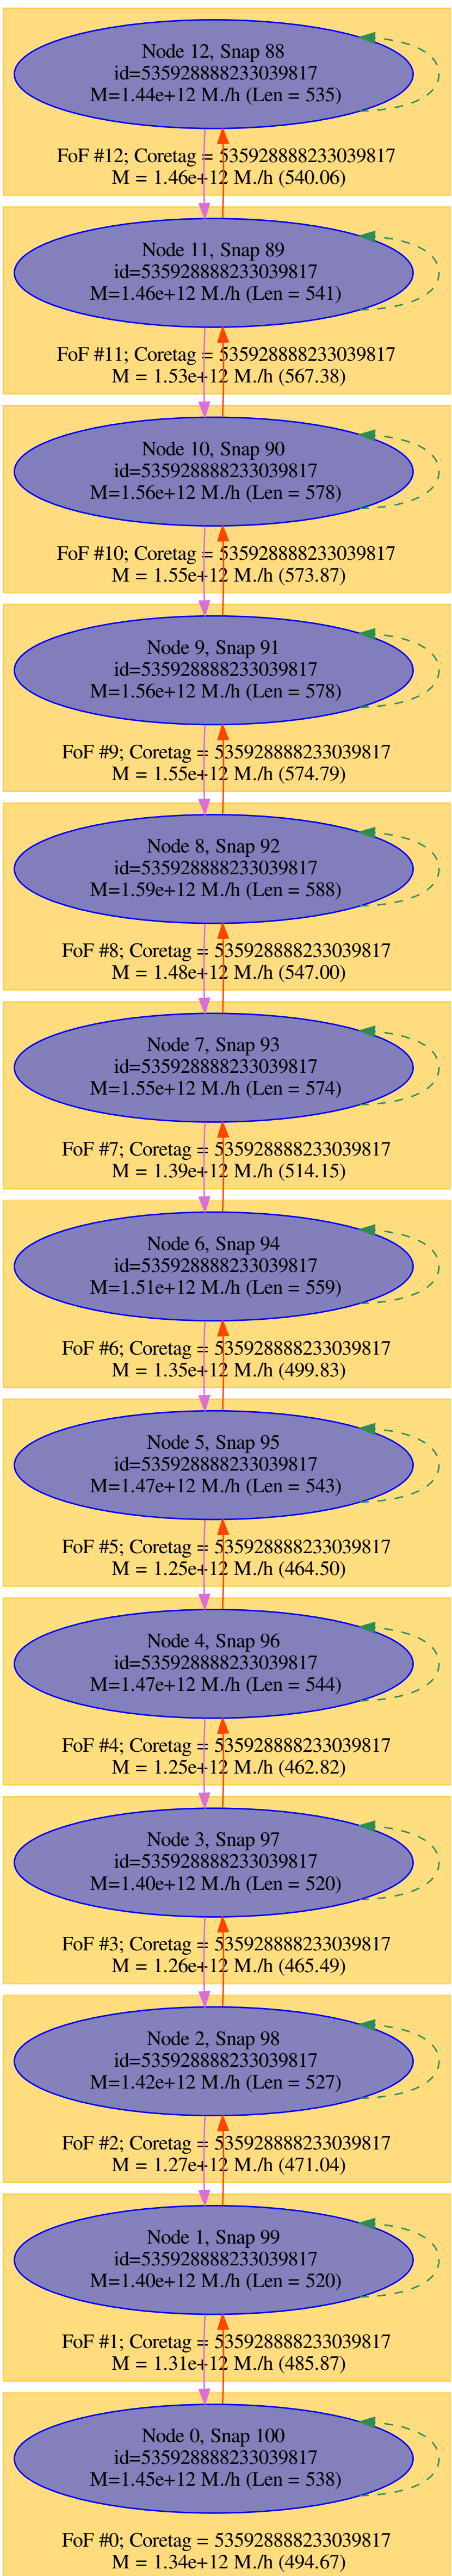 Node 12, Snap 88
id=535928888233039817
M=1.44e+12 M./h (Len = 535)
FoF #12; Coretag = 535928888233039817
M = 1.46e+12 M./h (540.06)
Node 11, Snap 89
id=535928888233039817
M=1.46e+12 M./h (Len = 541)
FoF #11; Coretag = 535928888233039817
M = 1.53e+12 M./h (567.38)
Node 10, Snap 90
id=535928888233039817
M=1.56e+12 M./h (Len = 578)
FoF #10; Coretag = 535928888233039817
M = 1.55e+12 M./h (573.87)
Node 9, Snap 91
id=535928888233039817
M=1.56e+12 M./h (Len = 578)
FoF #9; Coretag = 535928888233039817
M = 1.55e+12 M./h (574.79)
Node 8, Snap 92
id=535928888233039817
M=1.59e+12 M./h (Len = 588)
FoF #8; Coretag = 535928888233039817
M = 1.48e+12 M./h (547.00)
Node 7, Snap 93
id=535928888233039817
M=1.55e+12 M./h (Len = 574)
FoF #7; Coretag = 535928888233039817
M = 1.39e+12 M./h (514.15)
Node 6, Snap 94
id=535928888233039817
M=1.51e+12 M./h (Len = 559)
FoF #6; Coretag = 535928888233039817
M = 1.35e+12 M./h (499.83)
Node 5, Snap 95
id=535928888233039817
M=1.47e+12 M./h (Len = 543)
FoF #5; Coretag = 535928888233039817
M = 1.25e+12 M./h (464.50)
Node 4, Snap 96
id=535928888233039817
M=1.47e+12 M./h (Len = 544)
FoF #4; Coretag = 535928888233039817
M = 1.25e+12 M./h (462.82)
Node 3, Snap 97
id=535928888233039817
M=1.40e+12 M./h (Len = 520)
FoF #3; Coretag = 535928888233039817
M = 1.26e+12 M./h (465.49)
Node 2, Snap 98
id=535928888233039817
M=1.42e+12 M./h (Len = 527)
FoF #2; Coretag = 535928888233039817
M = 1.27e+12 M./h (471.04)
Node 1, Snap 99
id=535928888233039817
M=1.40e+12 M./h (Len = 520)
FoF #1; Coretag = 535928888233039817
M = 1.31e+12 M./h (485.87)
Node 0, Snap 100
id=535928888233039817
M=1.45e+12 M./h (Len = 538)
FoF #0; Coretag = 535928888233039817
M = 1.34e+12 M./h (494.67)